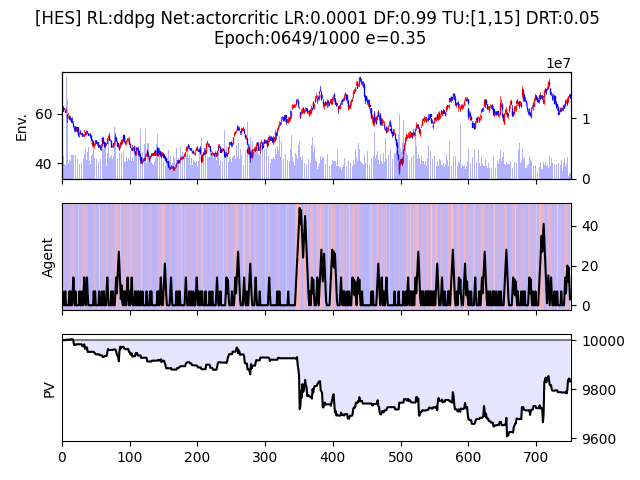 [HES] RL:ddpg Net:actorcritic LR:0.0001 DF:0.99 TU:[1,15] DRT:0.05
Epoch:0649/1000 e=0.35
1e7
Env.
60
40
1
0
Agent
40
20
0
PV
10000
9800
9600
0 100 200 300 400 500 600 700